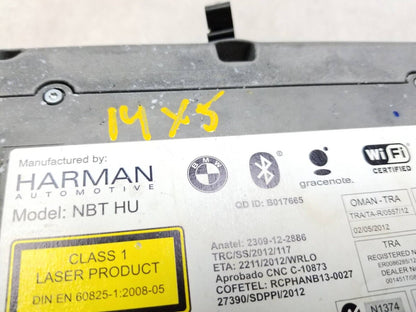 14 X 5
Manufactured by:
HARMAN
AUTOMOTIVE
Model: NBT HU
BMW
gracenote.
Wi Fi
CERTIFIED
QD ID: B017665
OMAN - TRA
TRA/TA-R/0557/12
02/05/2012
CLASS 1
LASER PRODUCT
DIN EN 60825-1:2008-05
Anatel: 2309-12-2886
TRC/SS/2012/117
ETA: 2211/2012/WRLO
Aprobado CNC C-10873
COFETEL: RCPHANB13-0027
27390/SDPPI/2012
TRA
REGISTERED N
N1374